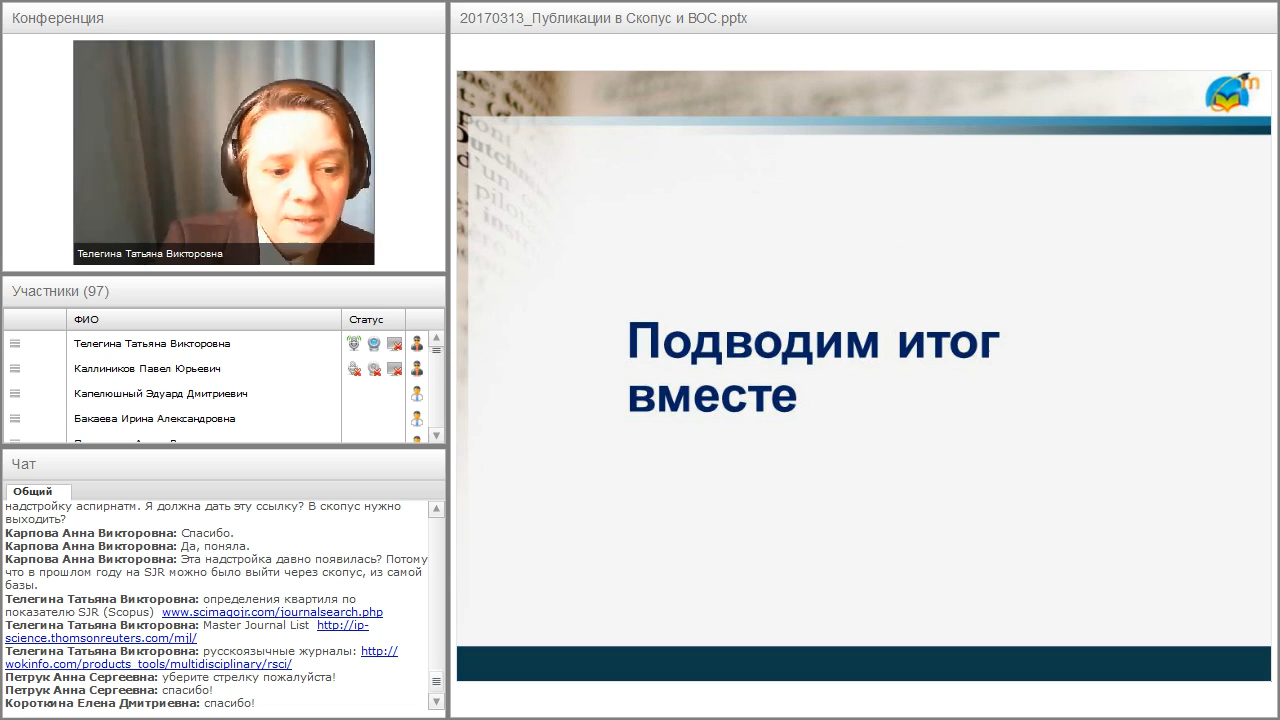 Конференция
Телегина Татьяна Викторовна
Участники (97)
ФИО
Статус
Телегина Татьяна Викторовна
Каллиников Павел Юрьевич
Капелюшный Эдуард Дмитриевич
Бакаева Ирина Александровна
Чат
Общий
надстройку аспирнатм. Я должна дать эту ссылку? В скопус нужно
выходить?
Карпова Анна Викторовна: Спасибо.
Карпова Анна Викторовна: Да, поняла.
Карпова Анна Викторовна: Эта надстройка давно появилась? Потому
что в прошлом году на SJR можно было выйти через скопус, из самой
базы.
Телегина Татьяна Викторовна: определения квартиля по
показателю SJR (Scopus) www.scimagojr.com/journalsearch.php
Телегина Татьяна Викторовна: Master Journal List http://ip-
science.thomsonreuters.com/mjl/
Телегина Татьяна Викторовна: русскоязычные журналы: http://
wokinfo.com/products_tools/multidisciplinary/rsci/
Петрук Анна Сергеевна: уберите стрелку пожалуйста!
Петрук Анна Сергеевна: спасибо!
Короткина Елена Дмитриевна: спасибо!
20170313_Публикации в Скопус и ВОС.pptx
Подводим итог
вместе